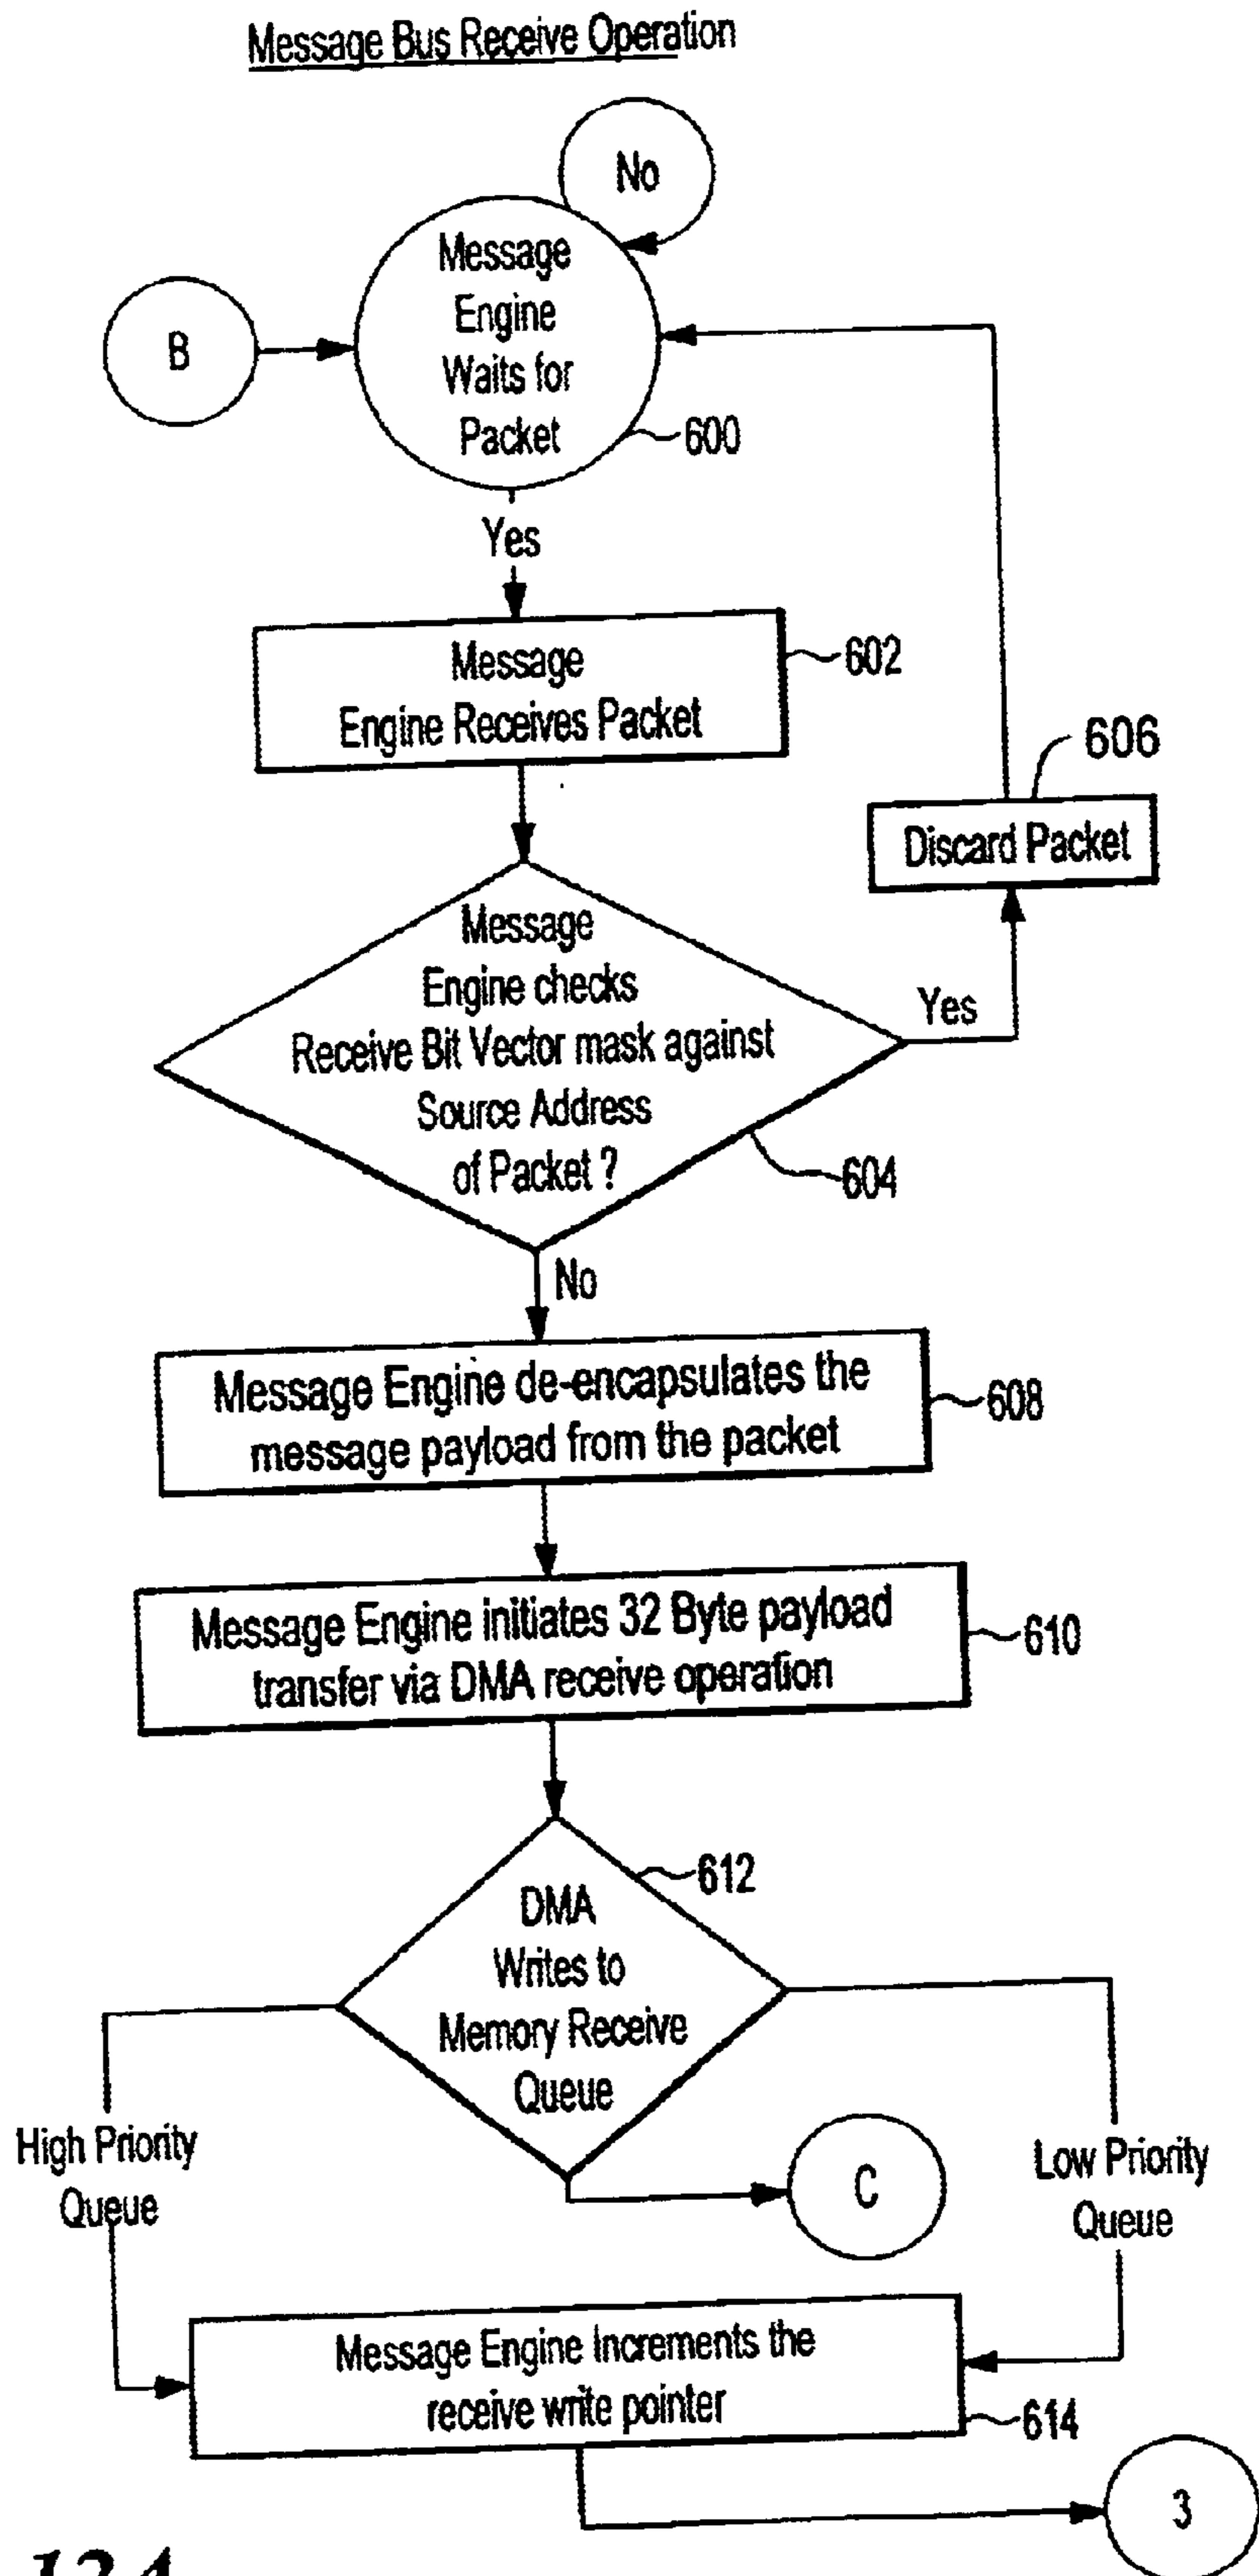 Message Bus Receive Operation
No
Message
Engine
Waits for
Packet
B
600
Yes
Message
Engine Receives Packet
602
606
Discard Packet
Message
Engine checks
Receive Bit Vector mask against
Source Address
of Packet ?
Yes
604
No
Message Engine de-encapsulates the
message payload from the packet
608
Message Engine initiates 32 Byte payload
transfer via DMA receive operation
610
612
DMA
Writes to
Memory Receive
Queue
High Priority
Queue
C
Low Priority
Queue
Message Engine Increments the
receive write pointer
614
3